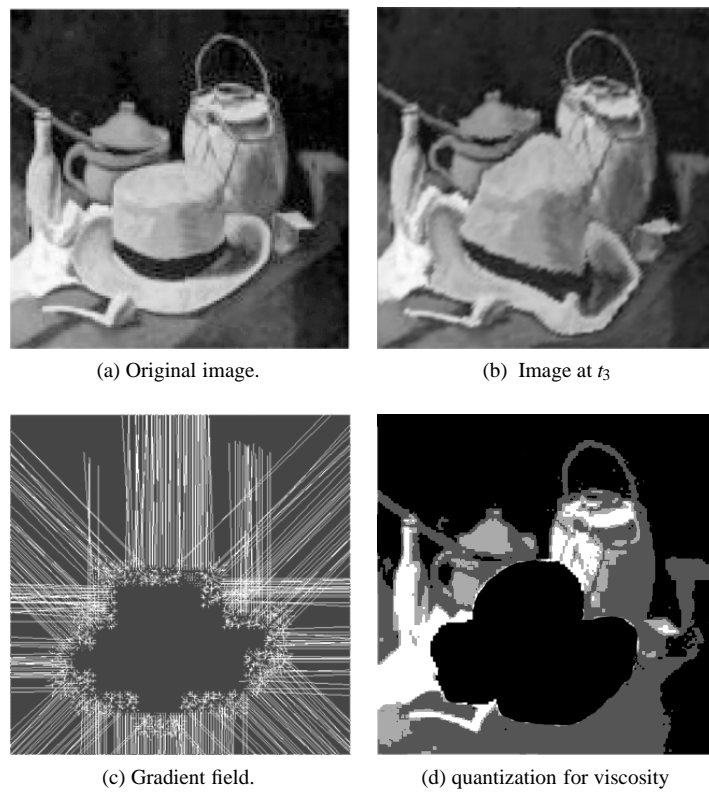 (a) Original image.
(b) Image at t₃
(c) Gradient field.
(d) quantization for viscosity